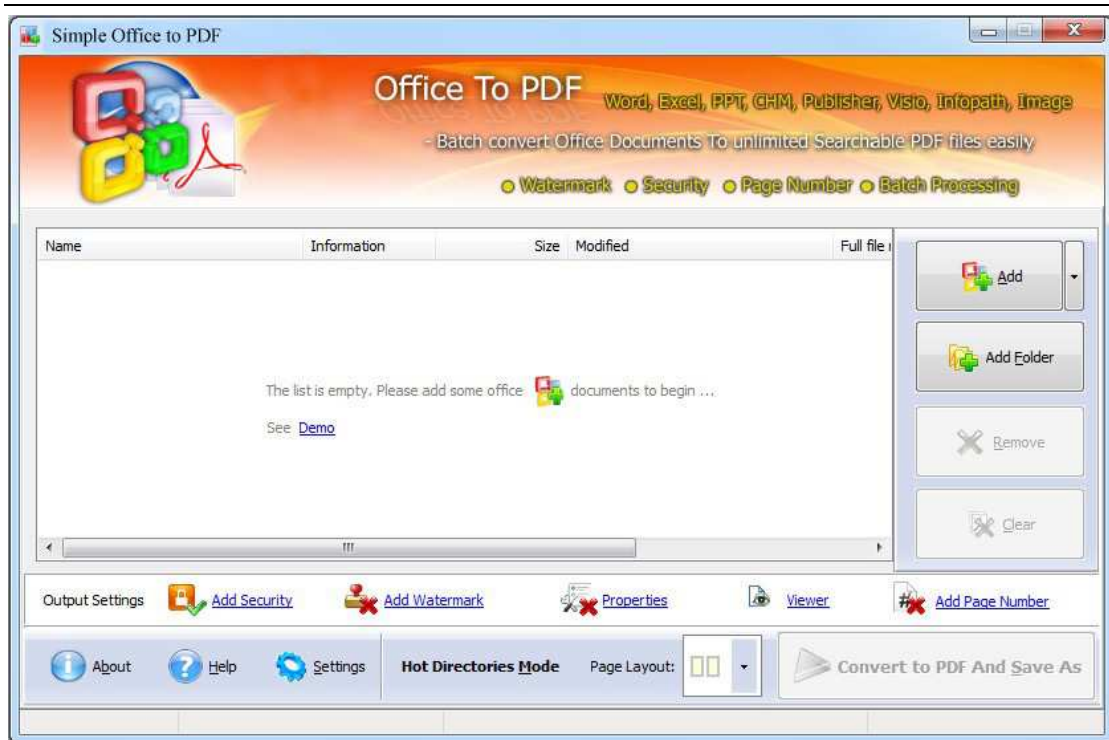 Simple Office to PDF
Office To PDF
Word, Excel, PPT, CHM, Publisher, Visio, Infopath, Image
- Batch convert Office Documents To unlimited Searchable PDF files easily
Watermark Security Page Number Batch Processing
Name Information Size Modified Full file
Add
Add Folder
The list is empty. Please add some office documents to begin ...
See Demo
Remove
Clear
Output Settings Add Security Add Watermark Properties Viewer Add Page Number
About Help Settings Hot Directories Mode Page Layout: Convert to PDF And Save As